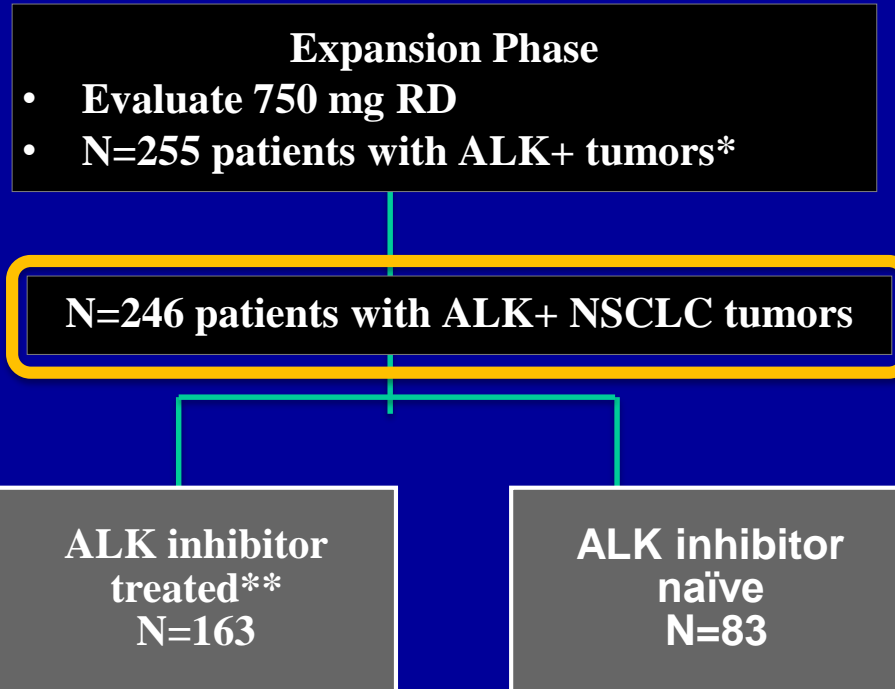 Expansion Phase
• Evaluate 750 mg RD
• N=255 patients with ALK+ tumors*
N=246 patients with ALK+ NSCLC tumors
ALK inhibitor
treated**
N=163
ALK inhibitor
naïve
N=83